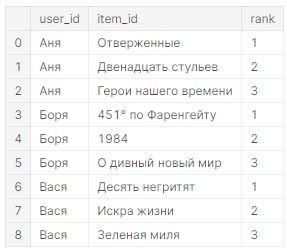 user_id item_id rank
0 Аня Отверженные 1
1 Аня Двенадцать стульев 2
2 Аня Герои нашего времени 3
3 Боря 451° по Фаренгейту 1
4 Боря 1984 2
5 Боря О дивный новый мир 3
6 Вася Десять негритят 1
7 Вася Искра жизни 2
8 Вася Зеленая миля 3